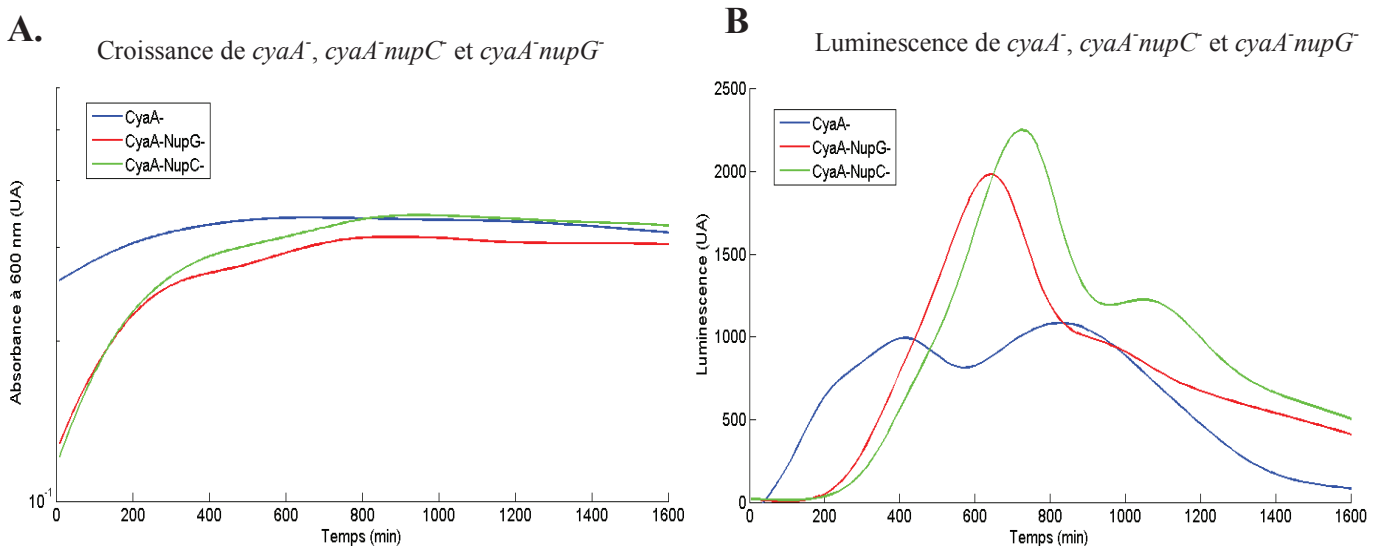 A.
Croissance de cyaA⁻, cyaA⁻nupC⁻ et cyaA⁻nupG⁻
CyaA-
CyaA-NupG-
CyaA-NupC-
Absorbance à 600 nm (UA)
10⁻¹
0 200 400 600 800 1000 1200 1400 1600
Temps (min)
B
Luminescence de cyaA⁻, cyaA⁻nupC⁻ et cyaA⁻nupG⁻
CyaA-
CyaA-NupG-
CyaA-NupC-
Luminescence (UA)
2500
2000
1500
1000
500
0
0 200 400 600 800 1000 1200 1400 1600
Temps (min)